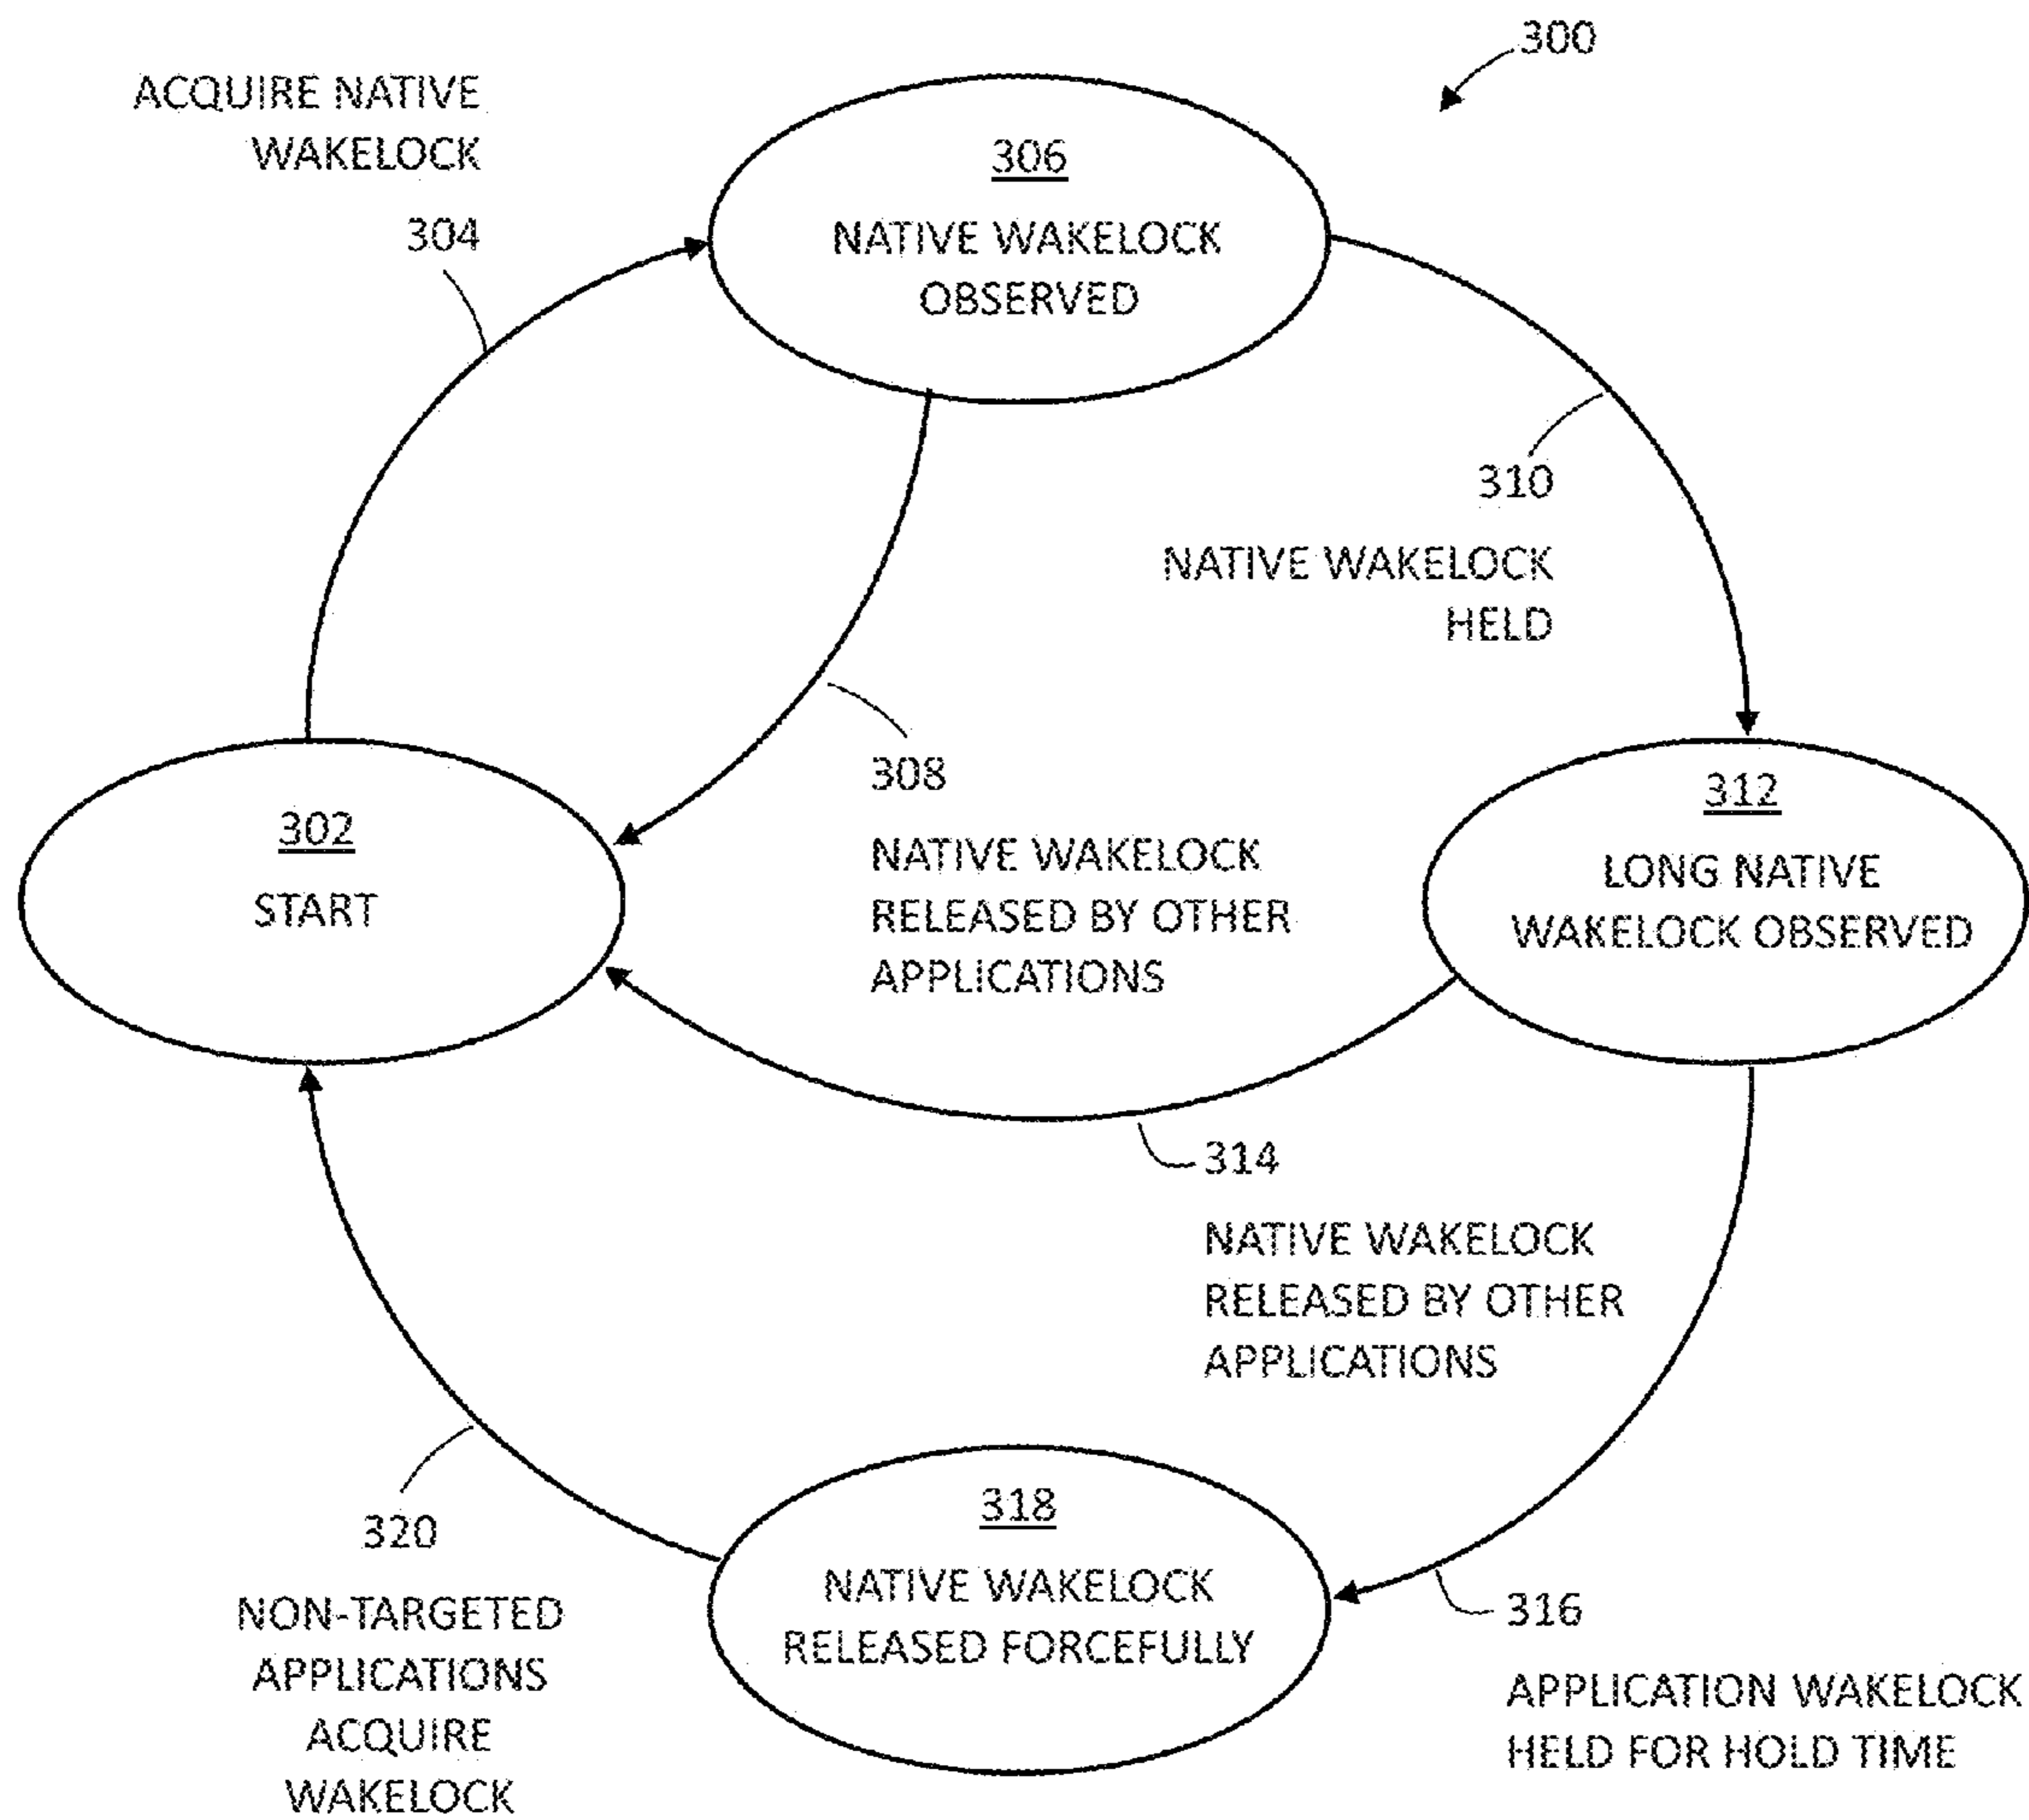 300
ACQUIRE NATIVE
WAKELOCK
304
306
NATIVE WAKELOCK
OBSERVED
310
NATIVE WAKELOCK
HELD
308
NATIVE WAKELOCK
RELEASED BY OTHER
APPLICATIONS
302
START
312
LONG NATIVE
WAKELOCK OBSERVED
314
NATIVE WAKELOCK
RELEASED BY OTHER
APPLICATIONS
316
APPLICATION WAKELOCK
HELD FOR HOLD TIME
318
NATIVE WAKELOCK
RELEASED FORCEFULLY
320
NON-TARGETED
APPLICATIONS
ACQUIRE
WAKELOCK